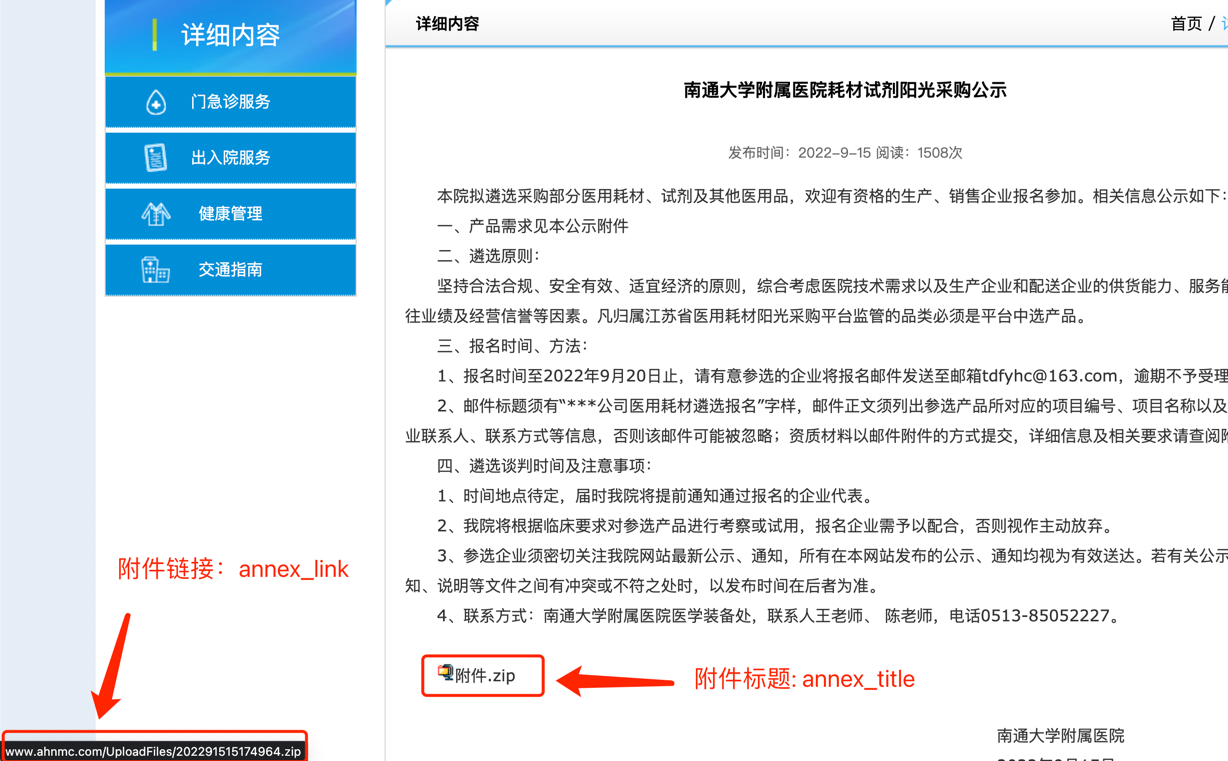 详细内容
门急诊服务
出入院服务
健康管理
交通指南
详细内容
首页 /
南通大学附属医院耗材试剂阳光采购公示
发布时间：2022-9-15 阅读：1508次
本院拟遴选采购部分医用耗材、试剂及其他医用品，欢迎有资格的生产、销售企业报名参加。相关信息公示如下：
一、产品需求见本公示附件
二、遴选原则：
坚持合法合规、安全有效、适宜经济的原则，综合考虑医院技术需求以及生产企业和配送企业的供货能力、服务能
往业绩及经营信誉等因素。凡归属江苏省医用耗材阳光采购平台监管的品类必须是平台中选产品。
三、报名时间、方法：
1、报名时间至2022年9月20日止，请有意参选的企业将报名邮件发送至邮箱tdfyhc@163.com，逾期不予受理
2、邮件标题须有“***公司医用耗材遴选报名”字样，邮件正文须列出参选产品所对应的项目编号、项目名称以及
业联系人、联系方式等信息，否则该邮件可能被忽略；资质材料以邮件附件的方式提交，详细信息及相关要求请查阅附
四、遴选谈判时间及注意事项：
1、时间地点待定，届时我院将提前通知通过报名的企业代表。
2、我院将根据临床要求对参选产品进行考察或试用，报名企业需予以配合，否则视作主动放弃。
3、参选企业须密切关注我院网站最新公示、通知，所有在本网站发布的公示、通知均视为有效送达。若有关公示
知、说明等文件之间有冲突或不符之处时，以发布时间在后者为准。
4、联系方式：南通大学附属医院医学装备处，联系人王老师、 陈老师，电话0513-85052227。
附件链接：annex_link
附件.zip
附件标题: annex_title
南通大学附属医院
www.ahnmc.com/UploadFiles/202291515174964.zip